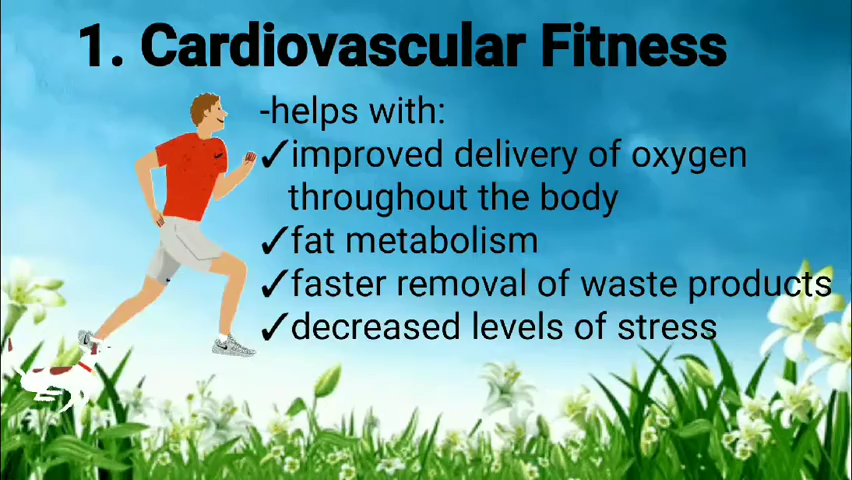 1. Cardiovascular Fitness
-helps with:
✓improved delivery of oxygen
throughout the body
✓fat metabolism
✓faster removal of waste products
✓decreased levels of stress